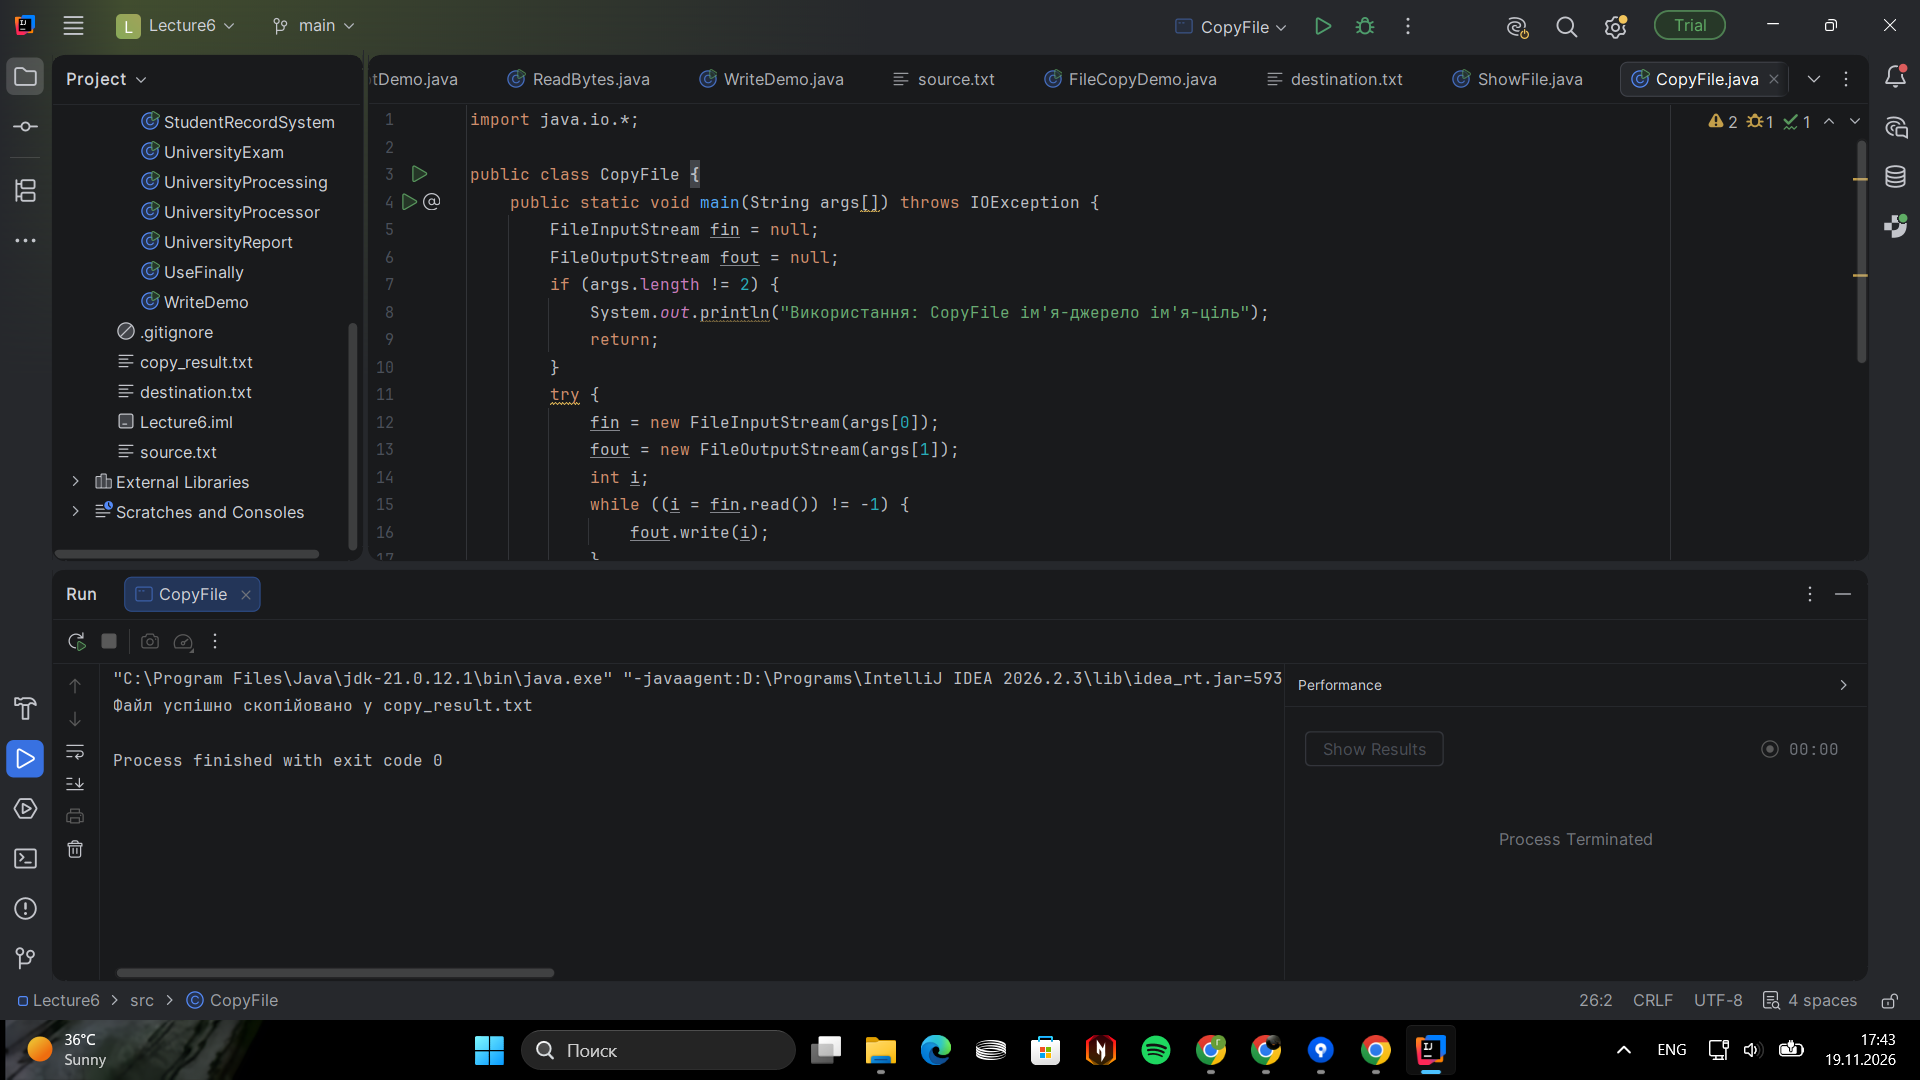 L Lecture6
main
CopyFile
Trial
Project
tDemo.java
ReadBytes.java
WriteDemo.java
source.txt
FileCopyDemo.java
destination.txt
ShowFile.java
CopyFile.java
StudentRecordSystem
UniversityExam
UniversityProcessing
UniversityProcessor
UniversityReport
UseFinally
WriteDemo
.gitignore
copy_result.txt
destination.txt
Lecture6.iml
source.txt
External Libraries
Scratches and Consoles
2 1 1
1 import java.io.*;
2
3 public class CopyFile {
4 public static void main(String args[]) throws IOException {
5 FileInputStream fin = null;
6 FileOutputStream fout = null;
7 if (args.length != 2) {
8 System.out.println("Використання: CopyFile ім'я-джерело ім'я-ціль");
9 return;
10 }
11 try {
12 fin = new FileInputStream(args[0]);
13 fout = new FileOutputStream(args[1]);
14 int i;
15 while ((i = fin.read()) != -1) {
16 fout.write(i);
17 }
Run
CopyFile
"C:\Program Files\Java\jdk-21.0.12.1\bin\java.exe" "-javaagent:D:\Programs\IntelliJ IDEA 2026.2.3\lib\idea_rt.jar=593
Файл успішно скопійовано у copy_result.txt
Process finished with exit code 0
Performance
Show Results
00:00
Process Terminated
Lecture6 > src > CopyFile
26:2 CRLF UTF-8 4 spaces
36°C
Sunny
Поиск
ENG
17:43
19.11.2026